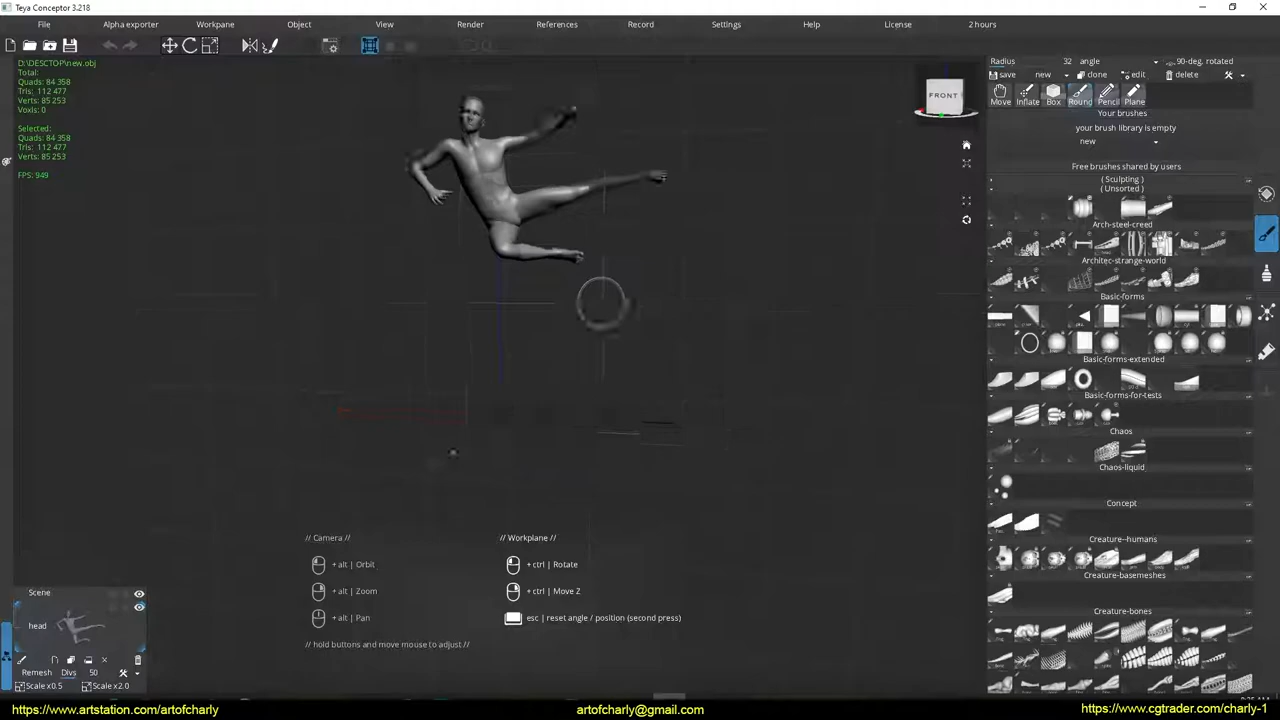 Teya Conceptor 3.218
File Alpha exporter Workpane Object View Render References Record Settings Help License 2 hours
D:\DESCTOP\new.obj
Total:
Quads: 84 358
Tris: 112 477
Verts: 85 253
Voxls: 0
Selected:
Quads: 84 358
Tris: 112 477
Verts: 85 253
FPS: 949
FRONT
Radius 32 angle 90-deg. rotated
save new clone edit delete
Move Inflate Box Round Pencil Plane
Your brushes
your brush library is empty
new
Free brushes shared by users
( Sculpting )
( Unsorted )
Arch-steel-creed
Architec-strange-world
Basic-forms
Basic-forms-extended
Basic-forms-for-tests
Chaos
Chaos-liquid
Concept
Creature--humans
Creature-basemeshes
Creature-bones
// Camera //
+ alt | Orbit
+ alt | Zoom
+ alt | Pan
// hold buttons and move mouse to adjust //
// Workplane //
+ ctrl | Rotate
+ ctrl | Move Z
esc | reset angle / position (second press)
Scene
head
Remesh Divs 50
Scale x0.5 Scale x2.0
https://www.artstation.com/artofcharly
artofcharly@gmail.com
https://www.cgtrader.com/charly-1